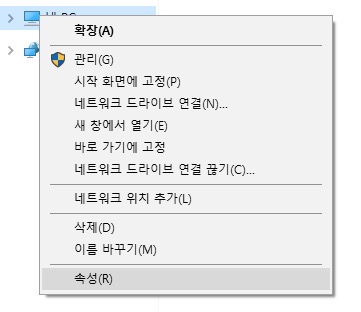 내 PC
확장(A)
관리(G)
시작 화면에 고정(P)
네트워크 드라이브 연결(N)...
새 창에서 열기(E)
바로 가기에 고정
네트워크 드라이브 연결 끊기(C)...
네트워크 위치 추가(L)
삭제(D)
이름 바꾸기(M)
속성(R)